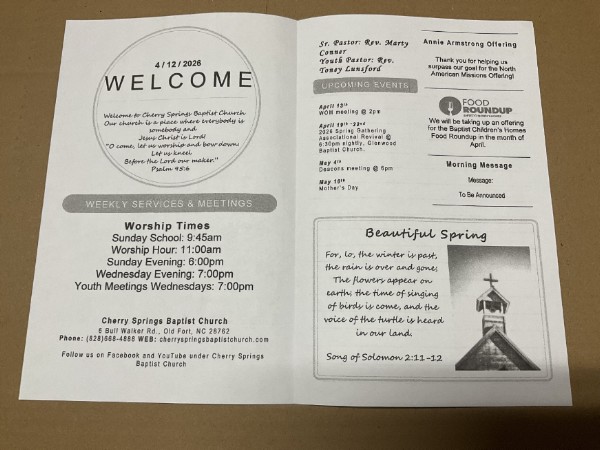 4/12/2026
WELCOME
Welcome to Cherry Springs Baptist Church.
Our church is a place where everybody is
somebody and
Jesus Christ is Lord!
"O come, let us worship and bow down;
Let us kneel
Before the Lord our maker."
Psalm 95:6
WEEKLY SERVICES & MEETINGS
Worship Times
Sunday School: 9:45am
Worship Hour: 11:00am
Sunday Evening: 6:00pm
Wednesday Evening: 7:00pm
Youth Meetings Wednesdays: 7:00pm
Cherry Springs Baptist Church
6 Bull Walker Rd., Old Fort, NC 28762
Phone: (828)668-4886 WEB: cherryspringsbaptistchurch.com
Follow us on Facebook and YouTube under Cherry Springs
Baptist Church
Sr. Pastor: Rev. Marty
Conner
Youth Pastor: Rev.
Toney Lunsford
UPCOMING EVENTS
April 13th
WOM meeting @ 2pm
April 19th -22nd
2026 Spring Gathering
Associational Revival @
6:30pm nightly, Glenwood
Baptist Church.
May 4th
Deacons meeting @ 6pm
May 10th
Mother's Day
Annie Armstrong Offering
Thank you for helping us
surpass our goal for the North
American Missions Offering!
FOOD
ROUNDUP
We will be taking up an offering
for the Baptist Children's Homes
Food Roundup in the month of
April.
Morning Message
Message:
To Be Announced
Beautiful Spring
For, lo, the winter is past,
the rain is over and gone;
The flowers appear on
earth; the time of singing
of birds is come, and the
voice of the turtle is heard
in our land.
Song of Solomon 2:11-12